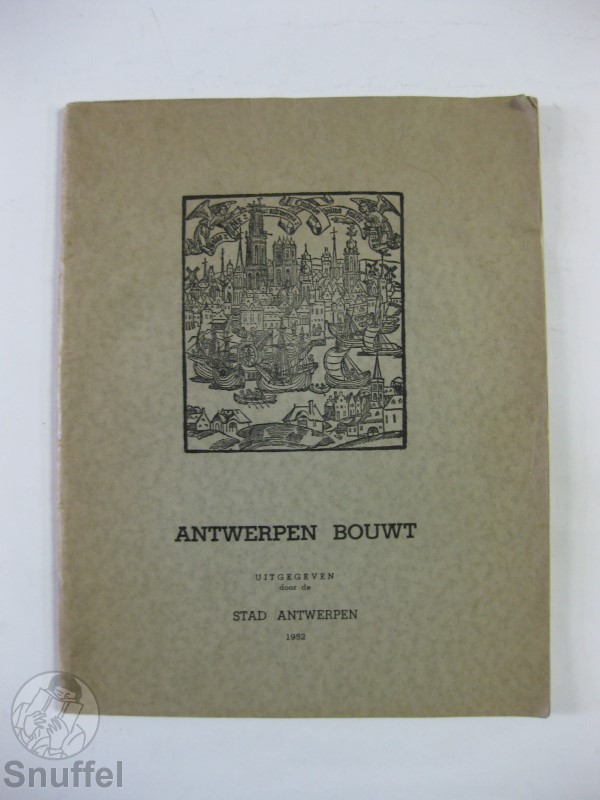 ANTWERPEN BOUWT
UITGEGEVEN
door de
STAD ANTWERPEN
1952
Snuffel